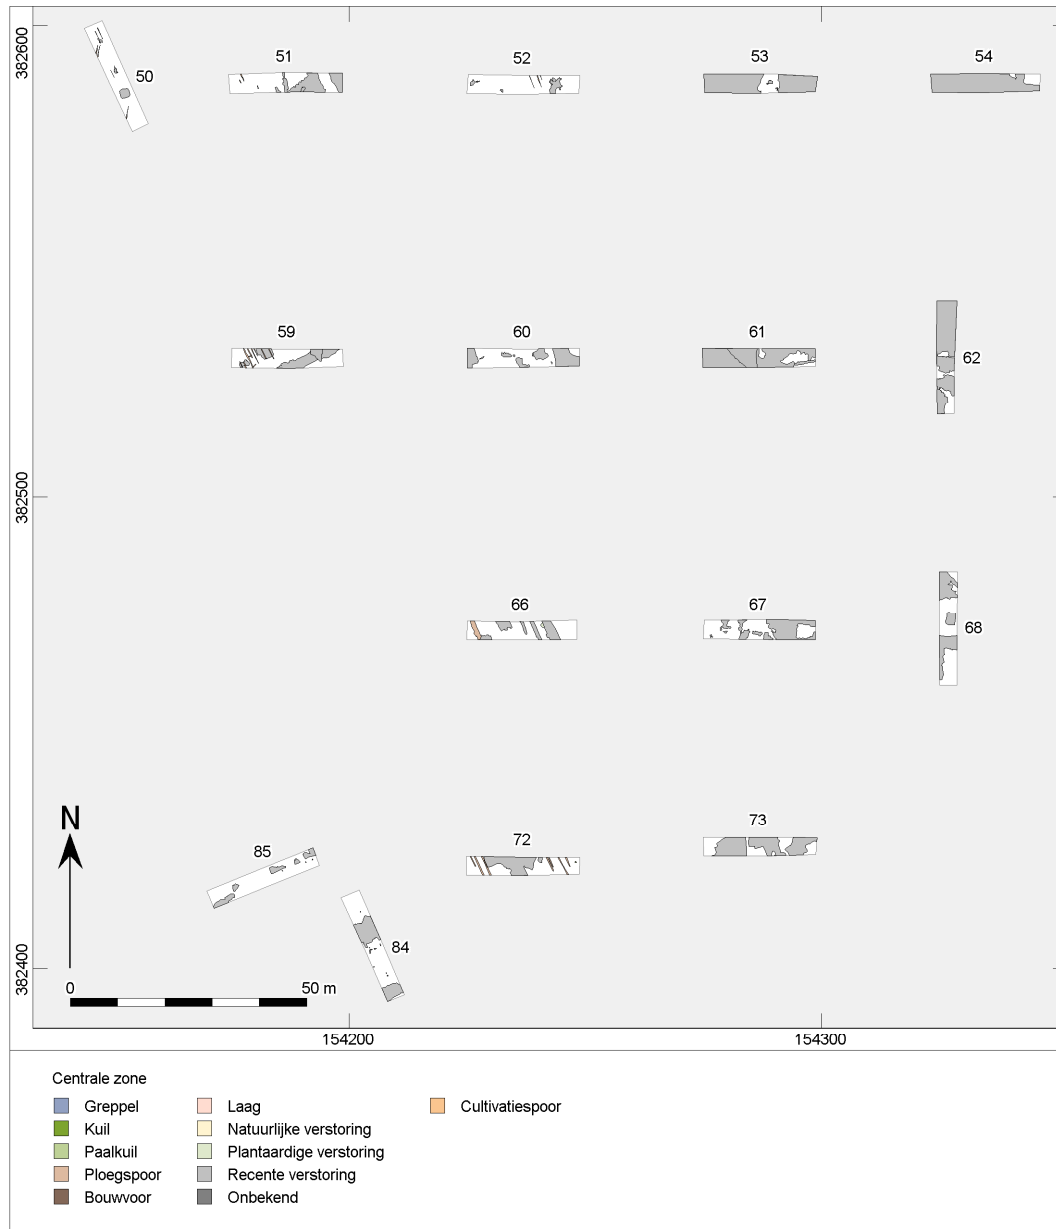 382600
50
51
52
53
54
59
60
61
62
382500
66
67
68
N
85
72
73
84
382400
0 50 m
154200 154300
Centrale zone
Greppel Laag Cultivatiespoor
Kuil Natuurlijke verstoring
Paalkuil Plantaardige verstoring
Ploegspoor Recente verstoring
Bouwvoor Onbekend